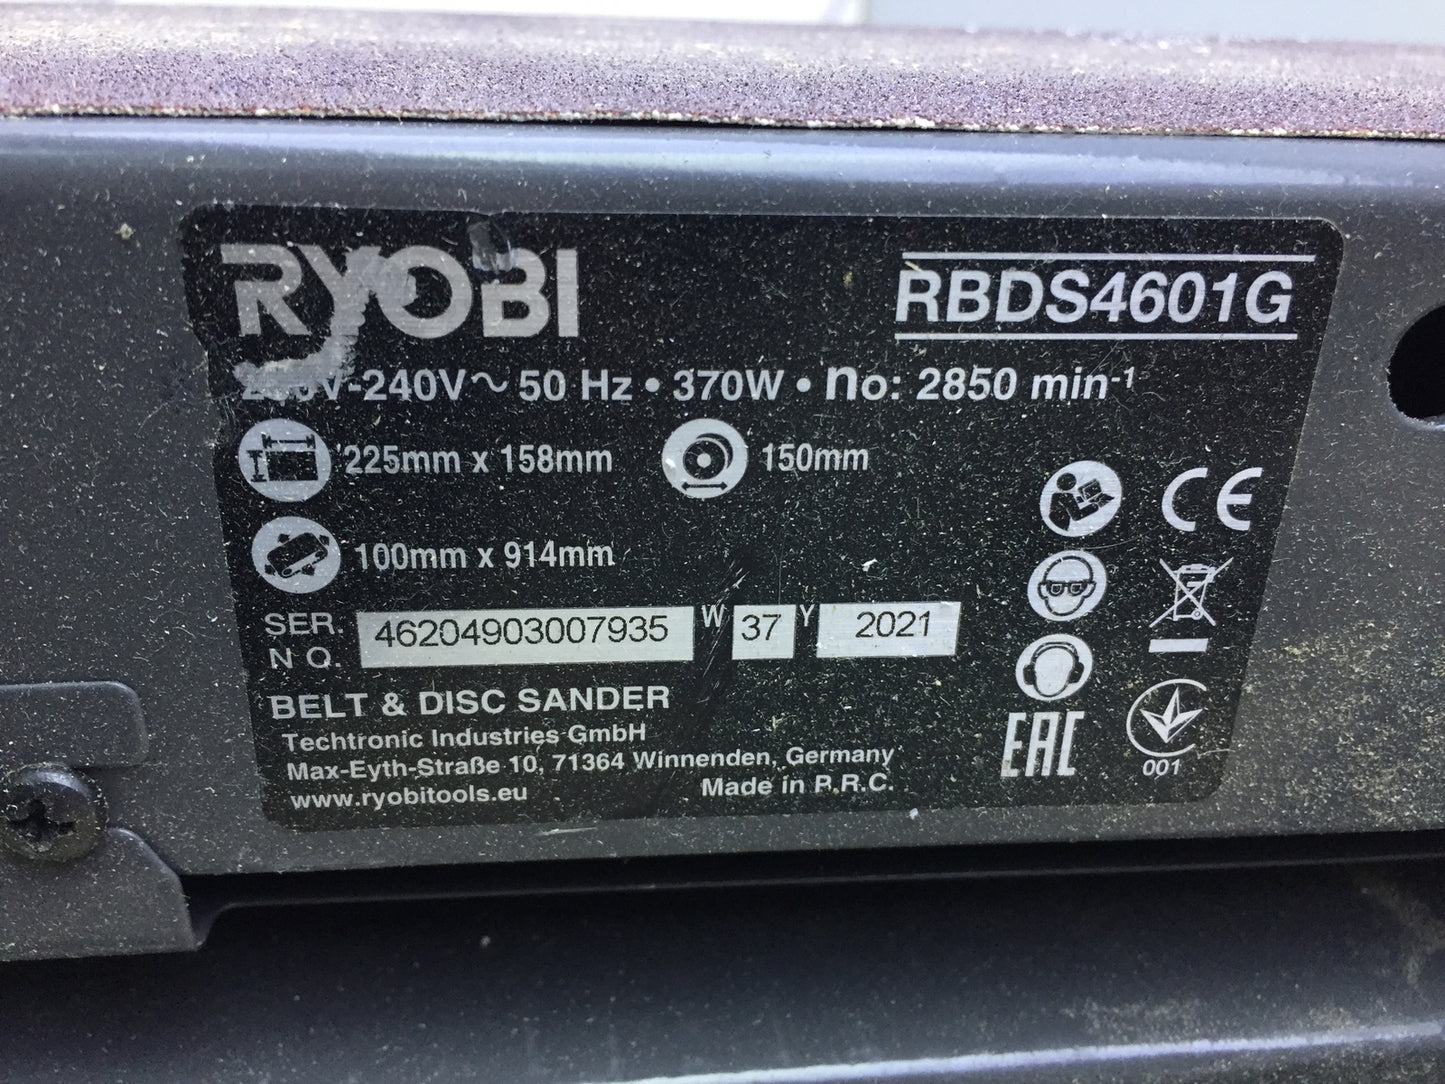 RYOBI
RBDS4601G
-240V ~ 50 Hz • 370W • no: 2850 min⁻¹
225mm x 158mm
150mm
100mm x 914mm
SER. NO. 46204903007935 W 37 Y 2021
BELT & DISC SANDER
Techtronic Industries GmbH
Max-Eyth-Straße 10, 71364 Winnenden, Germany
www.ryobitools.eu
Made in P.R.C.
CE
EAC
001